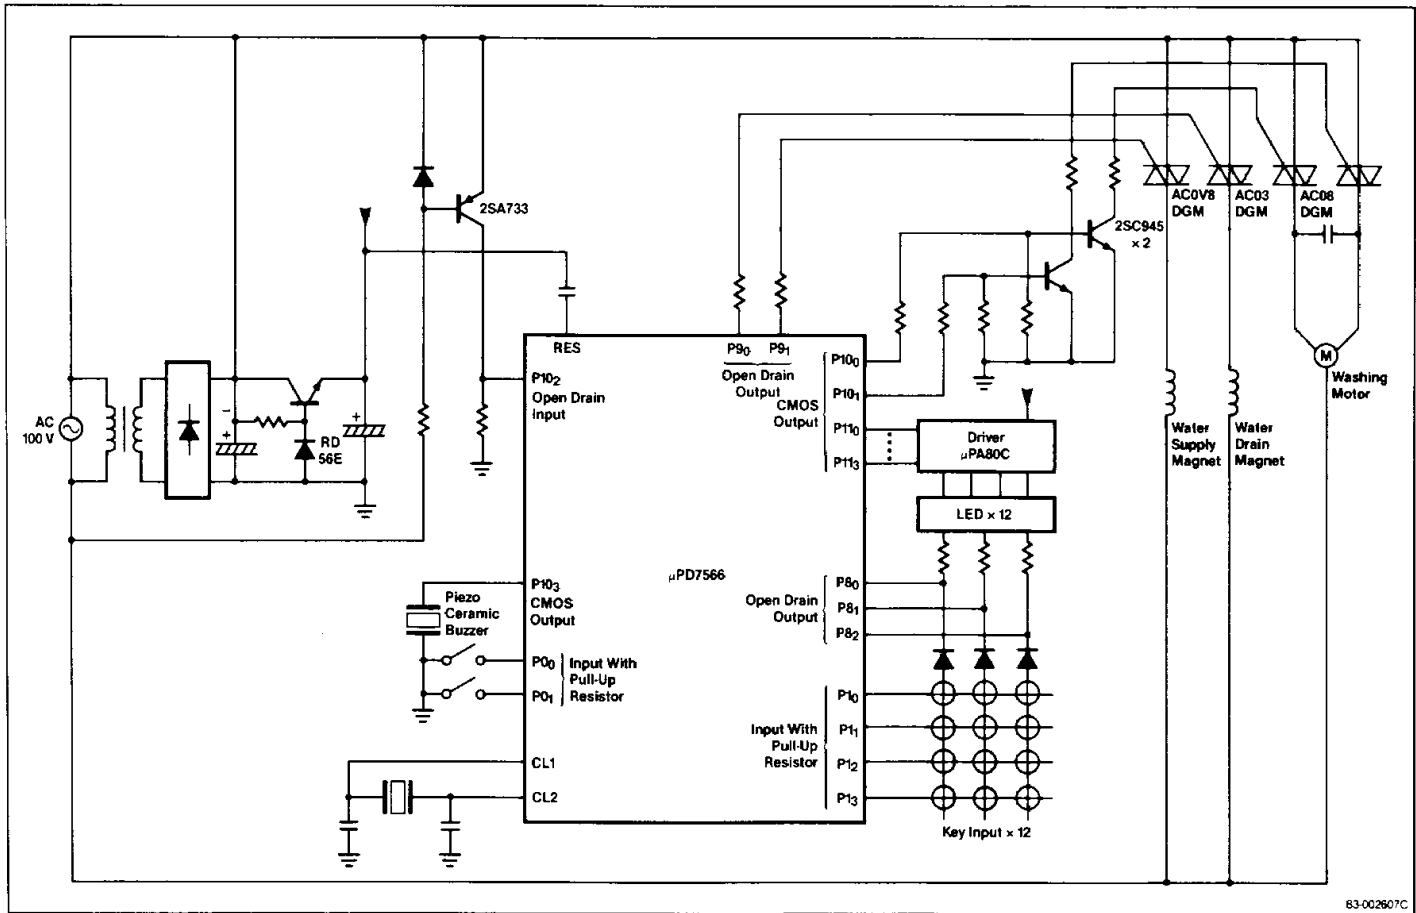 2SA733
AC0V8
DGM
AC03
DGM
AC08
DGM
2SC945
× 2
RES
P9₀
P9₁
Open Drain
Output
P10₀
P10₁
CMOS
Output
P11₀
P11₃
P10₂
Open Drain
Input
Driver
μPA80C
LED × 12
M
Washing
Motor
Water
Supply
Magnet
Water
Drain
Magnet
AC
100 V
−
+
+
RD
56E
μPD7566
P10₃
CMOS
Output
Piezo
Ceramic
Buzzer
P0₀
P0₁
Input With
Pull-Up
Resistor
CL1
CL2
P8₀
P8₁
P8₂
Open Drain
Output
P1₀
P1₁
P1₂
P1₃
Input With
Pull-Up
Resistor
Key Input × 12
83-002607C